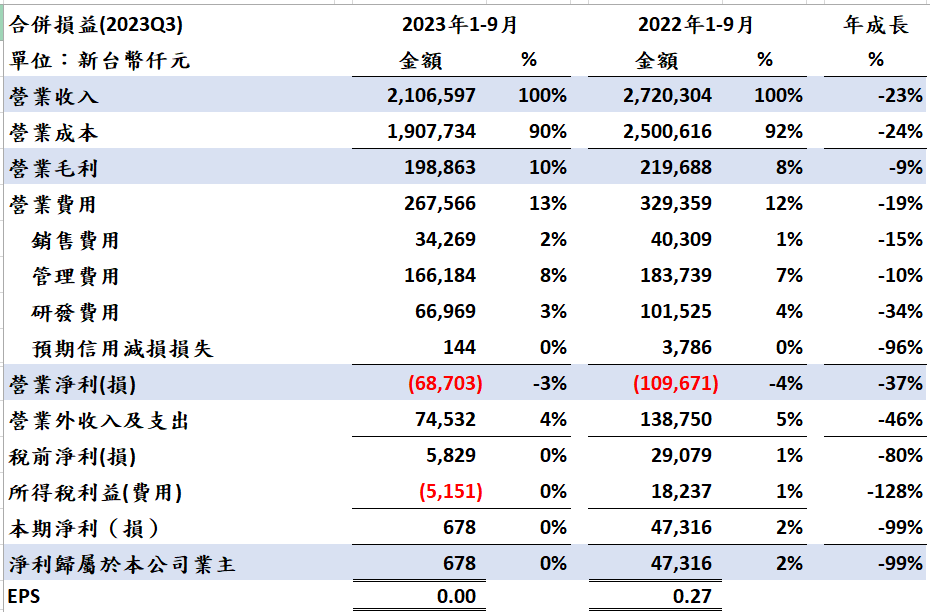 合併損益(2023Q3) 2023年1-9月 2022年1-9月 年成長
單位：新台幣仟元 金額 % 金額 % %
營業收入 2,106,597 100% 2,720,304 100% -23%
營業成本 1,907,734 90% 2,500,616 92% -24%
營業毛利 198,863 10% 219,688 8% -9%
營業費用 267,566 13% 329,359 12% -19%
銷售費用 34,269 2% 40,309 1% -15%
管理費用 166,184 8% 183,739 7% -10%
研發費用 66,969 3% 101,525 4% -34%
預期信用減損損失 144 0% 3,786 0% -96%
營業淨利(損) (68,703) -3% (109,671) -4% -37%
營業外收入及支出 74,532 4% 138,750 5% -46%
稅前淨利(損) 5,829 0% 29,079 1% -80%
所得稅利益(費用) (5,151) 0% 18,237 1% -128%
本期淨利（損） 678 0% 47,316 2% -99%
淨利歸屬於本公司業主 678 0% 47,316 2% -99%
EPS 0.00 0.27